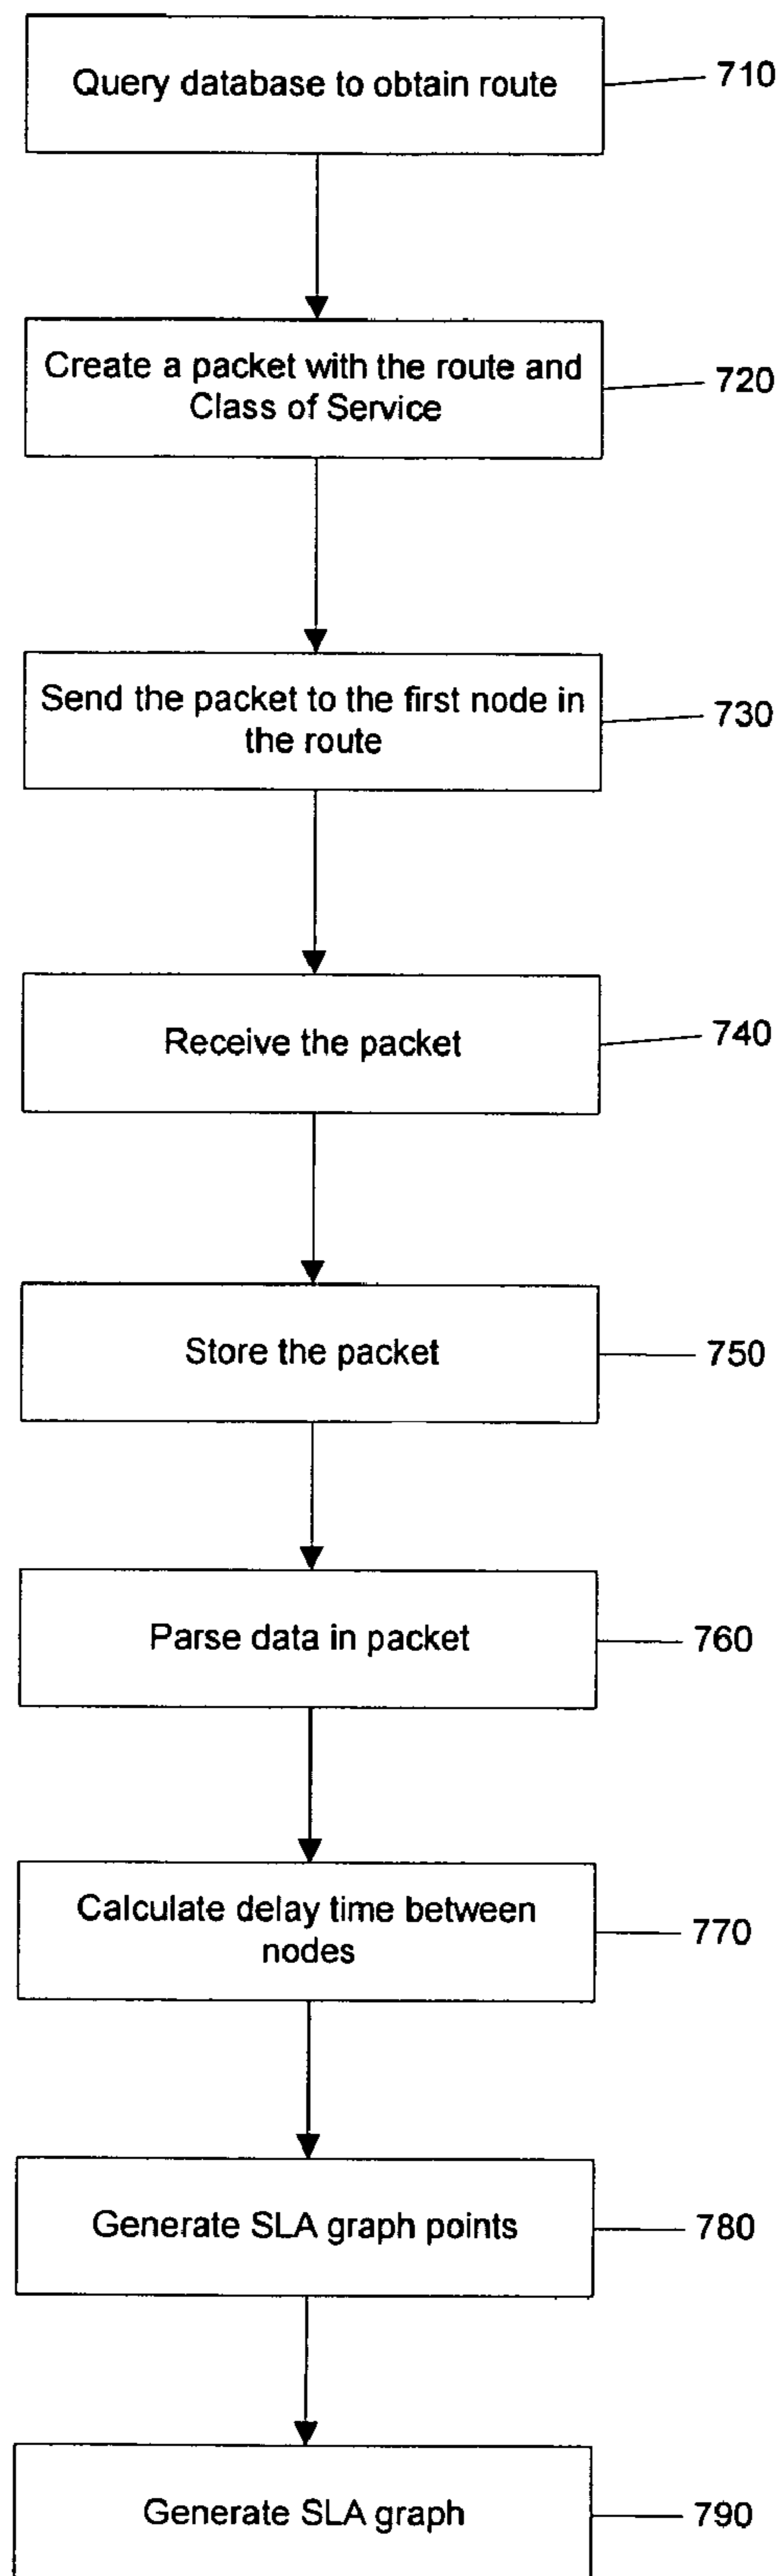 Query database to obtain route
710
Create a packet with the route and
Class of Service
720
Send the packet to the first node in
the route
730
Receive the packet
740
Store the packet
750
Parse data in packet
760
Calculate delay time between
nodes
770
Generate SLA graph points
780
Generate SLA graph
790